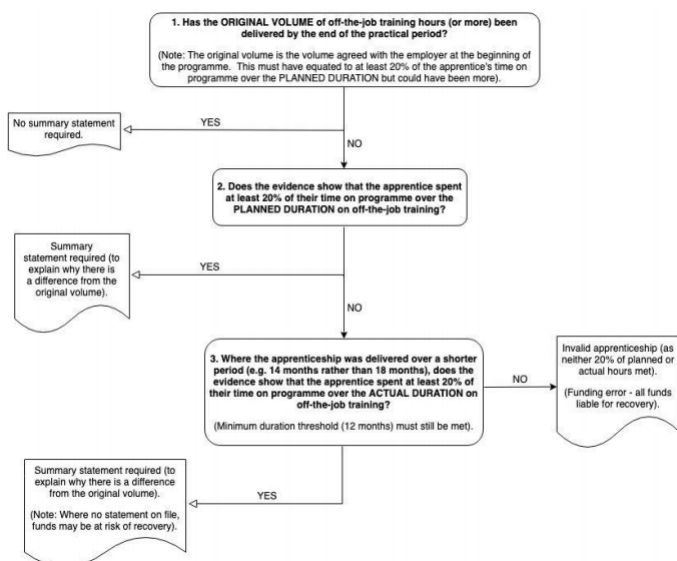 1. Has the ORIGINAL VOLUME of off-the-job training hours (or more) been
delivered by the end of the practical period?
(Note: The original volume is the volume agreed with the employer at the beginning of
the programme. This must have equated to at least 20% of the apprentice's time on
programme over the PLANNED DURATION but could have been more).
YES
No summary statement
required.
NO
2. Does the evidence show that the apprentice spent
at least 20% of their time on programme over the
PLANNED DURATION on off-the-job training?
YES
Summary
statement required (to
explain why there is
a difference from the
original volume).
NO
3. Where the apprenticeship was delivered over a shorter
period (e.g. 14 months rather than 18 months), does the
evidence show that the apprentice spent at least 20% of
their time on programme over the ACTUAL DURATION on
off-the-job training?
(Minimum duration threshold (12 months) must still be met).
NO
Invalid apprenticeship (as
neither 20% of planned or
actual hours met).
(Funding error - all funds
liable for recovery).
YES
Summary statement required (to
explain why there is a difference
from the original volume).
(Note: Where no statement on file,
funds may be at risk of recovery).